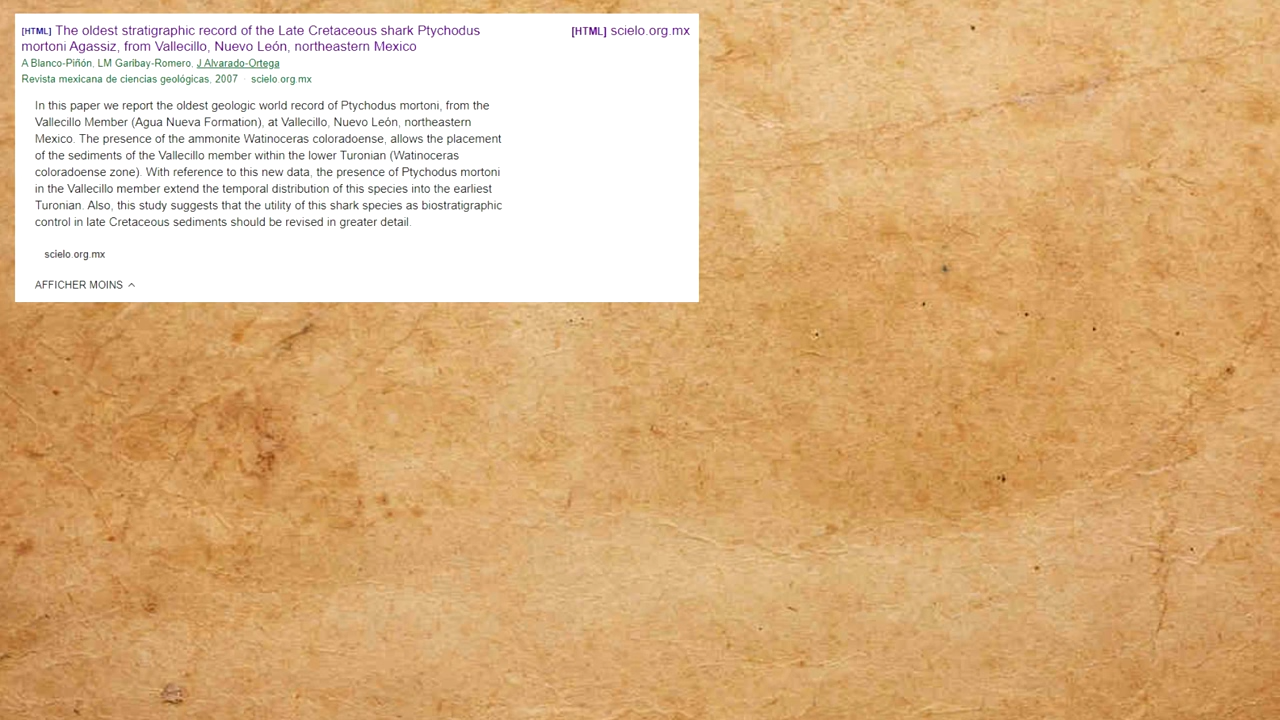 [HTML] The oldest stratigraphic record of the Late Cretaceous shark Ptychodus
mortoni Agassiz, from Vallecillo, Nuevo León, northeastern Mexico
[HTML] scielo.org.mx
A Blanco-Piñón, LM Garibay-Romero, J Alvarado-Ortega
Revista mexicana de ciencias geológicas, 2007 · scielo.org.mx
In this paper we report the oldest geologic world record of Ptychodus mortoni, from the
Vallecillo Member (Agua Nueva Formation), at Vallecillo, Nuevo León, northeastern
Mexico. The presence of the ammonite Watinoceras coloradoense, allows the placement
of the sediments of the Vallecillo member within the lower Turonian (Watinoceras
coloradoense zone). With reference to this new data, the presence of Ptychodus mortoni
in the Vallecillo member extend the temporal distribution of this species into the earliest
Turonian. Also, this study suggests that the utility of this shark species as biostratigraphic
control in late Cretaceous sediments should be revised in greater detail.
scielo.org.mx
AFFICHER MOINS